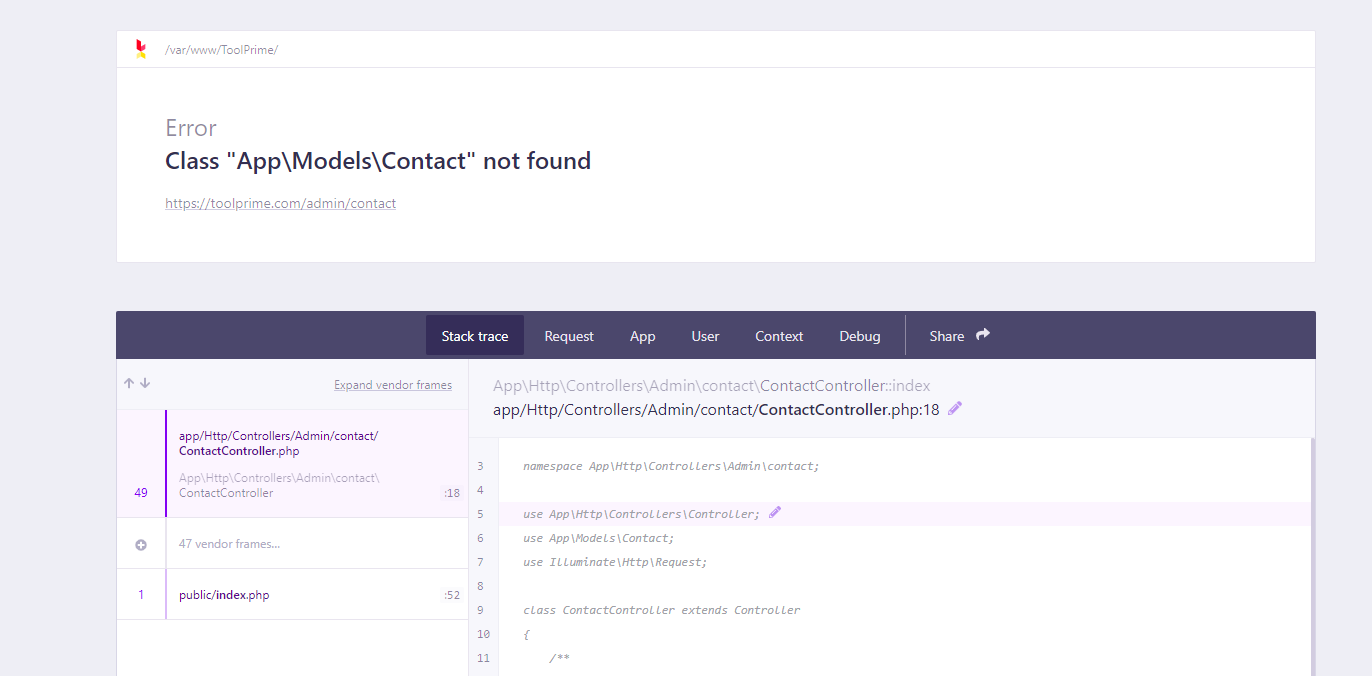 /var/www/ToolPrime/
Error
Class "App\Models\Contact" not found
https://toolprime.com/admin/contact
Stack trace Request App User Context Debug Share
Expand vendor frames
49
app/Http/Controllers/Admin/contact/
ContactController.php
App\Http\Controllers\Admin\contact\
ContactController :18
47 vendor frames...
1 public/index.php :52
App\Http\Controllers\Admin\contact\ContactController::index
app/Http/Controllers/Admin/contact/ContactController.php:18
3 namespace App\Http\Controllers\Admin\contact;
4
5 use App\Http\Controllers\Controller;
6 use App\Models\Contact;
7 use Illuminate\Http\Request;
8
9 class ContactController extends Controller
10 {
11 /**